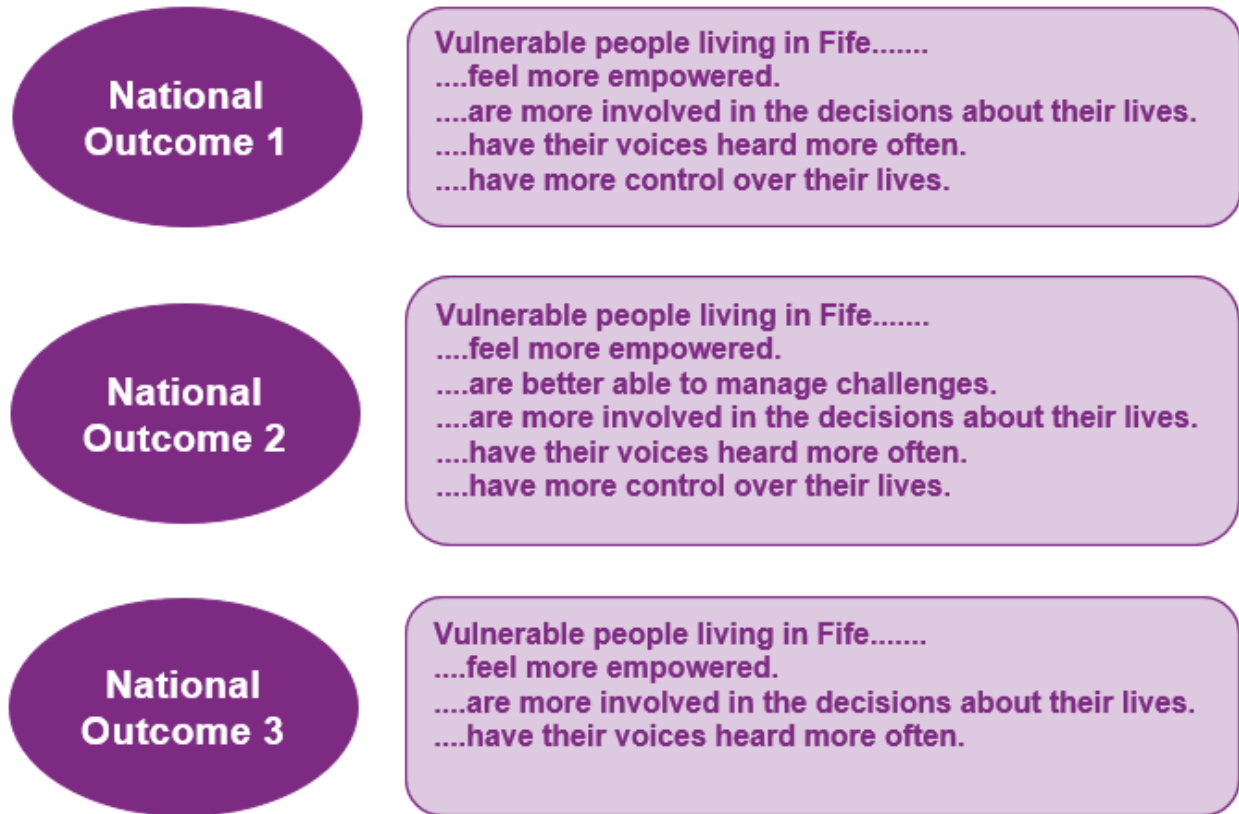 National
Outcome 1
Vulnerable people living in Fife.......
....feel more empowered.
....are more involved in the decisions about their lives.
....have their voices heard more often.
....have more control over their lives.
National
Outcome 2
Vulnerable people living in Fife.......
....feel more empowered.
....are better able to manage challenges.
....are more involved in the decisions about their lives.
....have their voices heard more often.
....have more control over their lives.
National
Outcome 3
Vulnerable people living in Fife.......
....feel more empowered.
....are more involved in the decisions about their lives.
....have their voices heard more often.